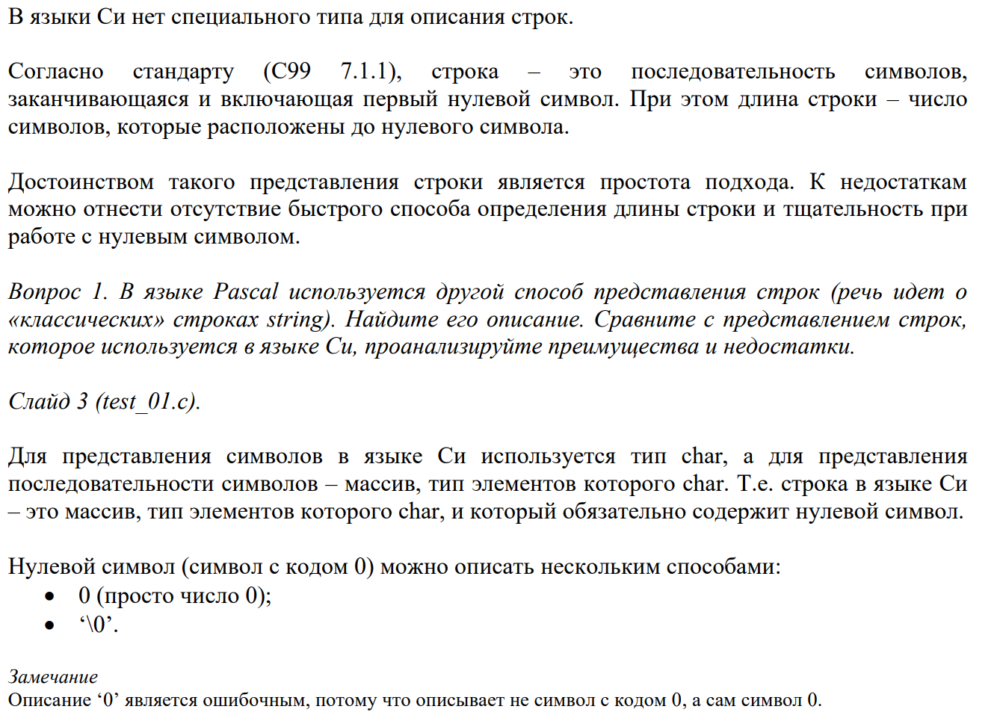 В языки Си нет специального типа для описания строк.
Согласно стандарту (С99 7.1.1), строка – это последовательность символов,
заканчивающаяся и включающая первый нулевой символ. При этом длина строки – число
символов, которые расположены до нулевого символа.
Достоинством такого представления строки является простота подхода. К недостаткам
можно отнести отсутствие быстрого способа определения длины строки и тщательность при
работе с нулевым символом.
Вопрос 1. В языке Pascal используется другой способ представления строк (речь идет о
«классических» строках string). Найдите его описание. Сравните с представлением строк,
которое используется в языке Си, проанализируйте преимущества и недостатки.
Слайд 3 (test_01.c).
Для представления символов в языке Си используется тип char, а для представления
последовательности символов – массив, тип элементов которого char. Т.е. строка в языке Си
– это массив, тип элементов которого char, и который обязательно содержит нулевой символ.
Нулевой символ (символ с кодом 0) можно описать нескольким способами:
• 0 (просто число 0);
• ‘\0’.
Замечание
Описание ‘0’ является ошибочным, потому что описывает не символ с кодом 0, а сам символ 0.